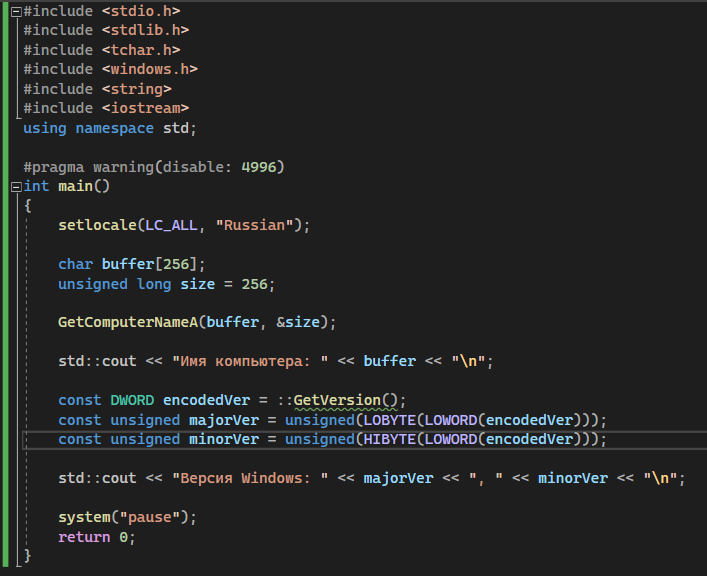 #include <stdio.h>
#include <stdlib.h>
#include <tchar.h>
#include <windows.h>
#include <string>
#include <iostream>
using namespace std;
#pragma warning(disable: 4996)
int main()
{
setlocale(LC_ALL, "Russian");
char buffer[256];
unsigned long size = 256;
GetComputerNameA(buffer, &size);
std::cout << "Имя компьютера: " << buffer << "\n";
const DWORD encodedVer = ::GetVersion();
const unsigned majorVer = unsigned(LOBYTE(LOWORD(encodedVer)));
const unsigned minorVer = unsigned(HIBYTE(LOWORD(encodedVer)));
std::cout << "Версия Windows: " << majorVer << ", " << minorVer << "\n";
system("pause");
return 0;
}